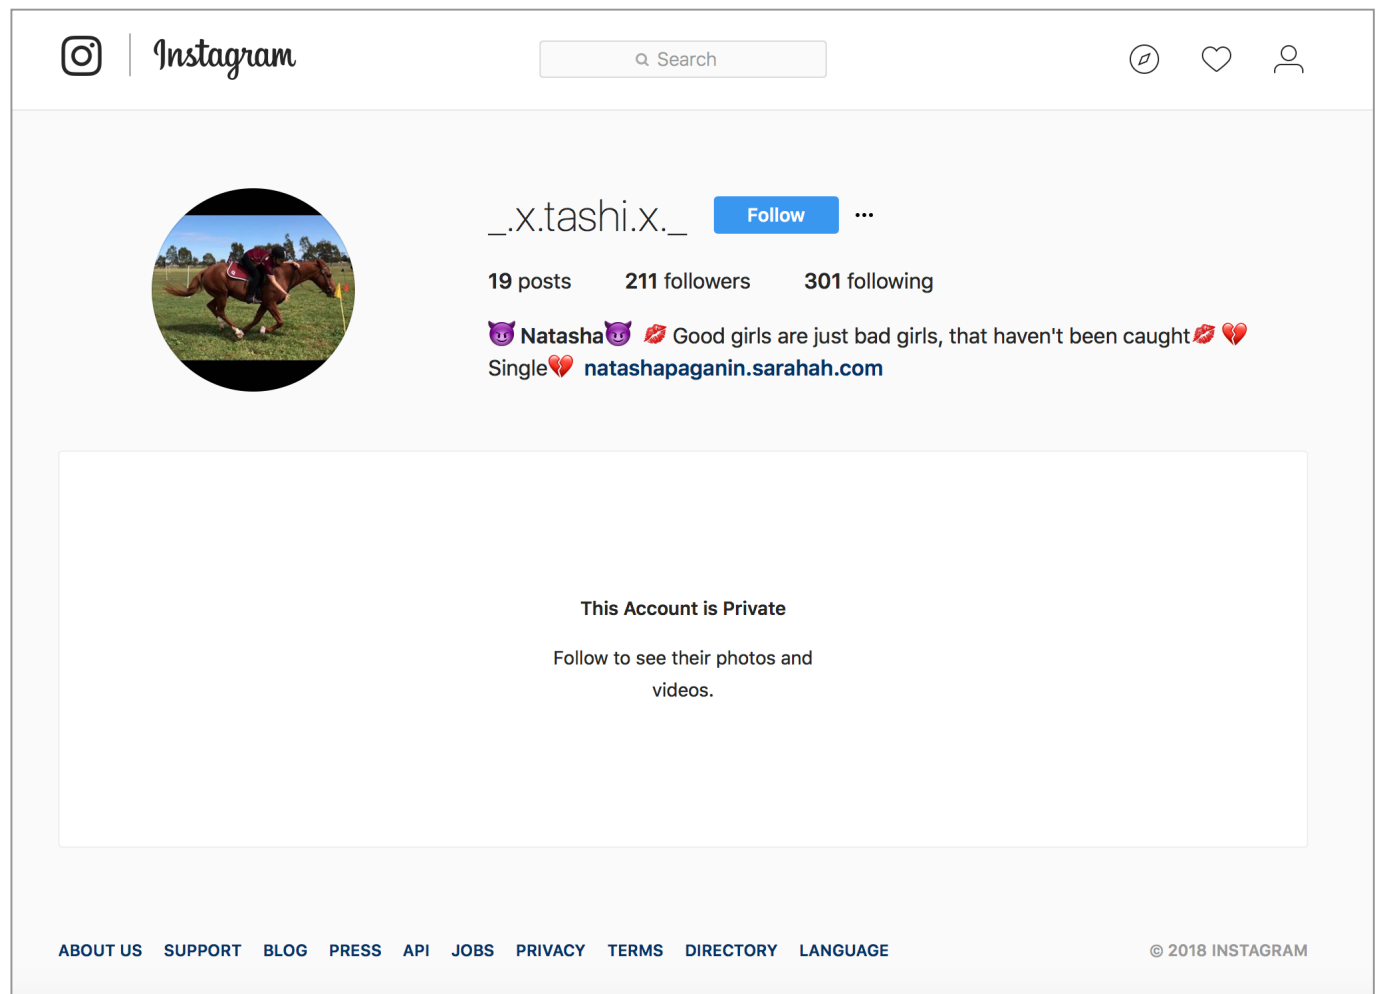 Instagram
Search
_.x.tashi.x._ Follow •••
19 posts 211 followers 301 following
😈 Natasha😈 💋 Good girls are just bad girls, that haven't been caught💋 💔
Single💔 natashapaganin.sarahah.com
This Account is Private
Follow to see their photos and
videos.
ABOUT US SUPPORT BLOG PRESS API JOBS PRIVACY TERMS DIRECTORY LANGUAGE © 2018 INSTAGRAM